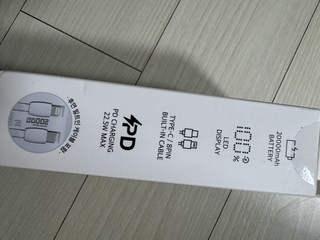 20000mAh
BATTERY
100%
LED
DISPLAY
TYPE-C / 8PIN
BUILT-IN CABLE
PD
PD CHARGING
22.5W MAX